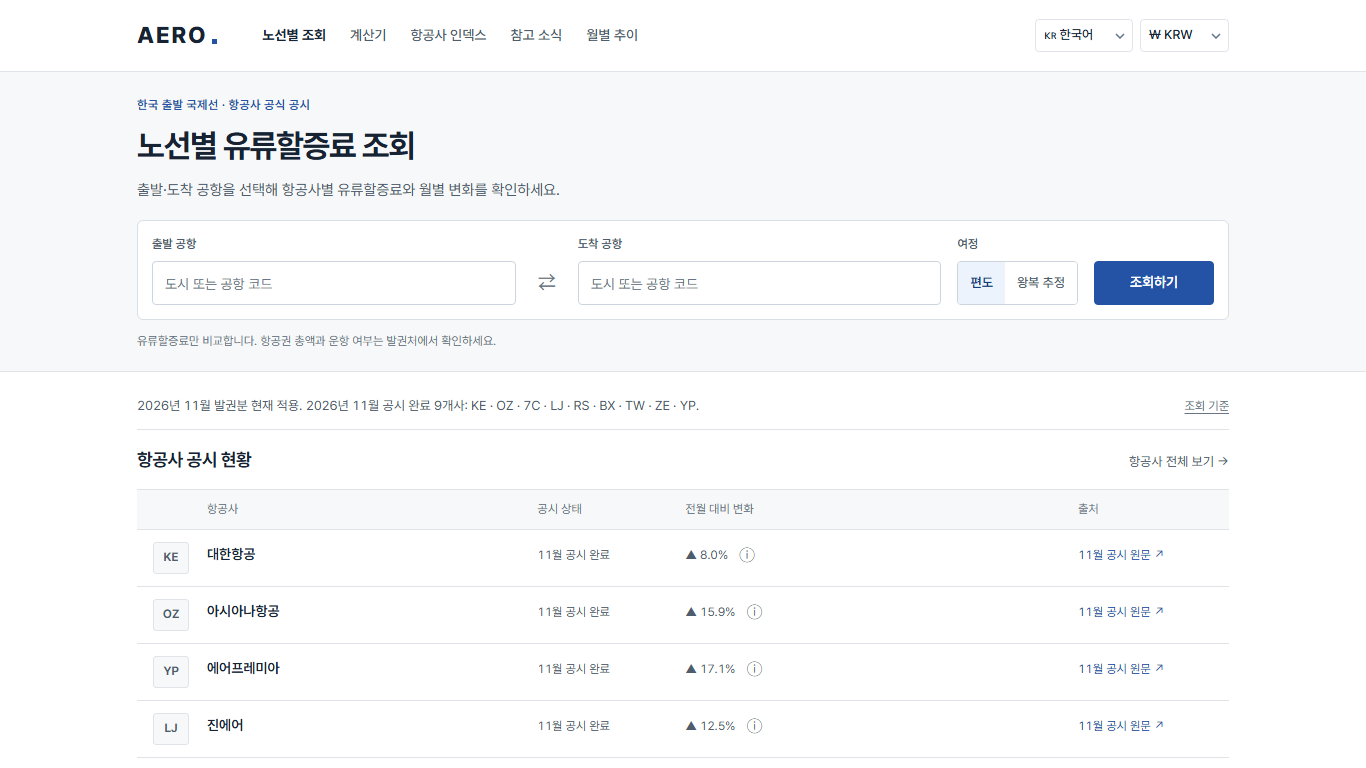 AERO.
노선별 조회 계산기 항공사 인덱스 참고 소식 월별 추이
KR 한국어
₩ KRW
한국 출발 국제선 · 항공사 공식 공시
노선별 유류할증료 조회
출발·도착 공항을 선택해 항공사별 유류할증료와 월별 변화를 확인하세요.
출발 공항 도착 공항 여정
도시 또는 공항 코드 ⇄ 도시 또는 공항 코드 편도 왕복 추정 조회하기
유류할증료만 비교합니다. 항공권 총액과 운항 여부는 발권처에서 확인하세요.
2026년 11월 발권분 현재 적용. 2026년 11월 공시 완료 9개사: KE · OZ · 7C · LJ · RS · BX · TW · ZE · YP. 조회 기준
항공사 공시 현황 항공사 전체 보기 →
항공사 공시 상태 전월 대비 변화 출처
KE 대한항공 11월 공시 완료 ▲ 8.0% ⓘ 11월 공시 원문 ↗
OZ 아시아나항공 11월 공시 완료 ▲ 15.9% ⓘ 11월 공시 원문 ↗
YP 에어프레미아 11월 공시 완료 ▲ 17.1% ⓘ 11월 공시 원문 ↗
LJ 진에어 11월 공시 완료 ▲ 12.5% ⓘ 11월 공시 원문 ↗